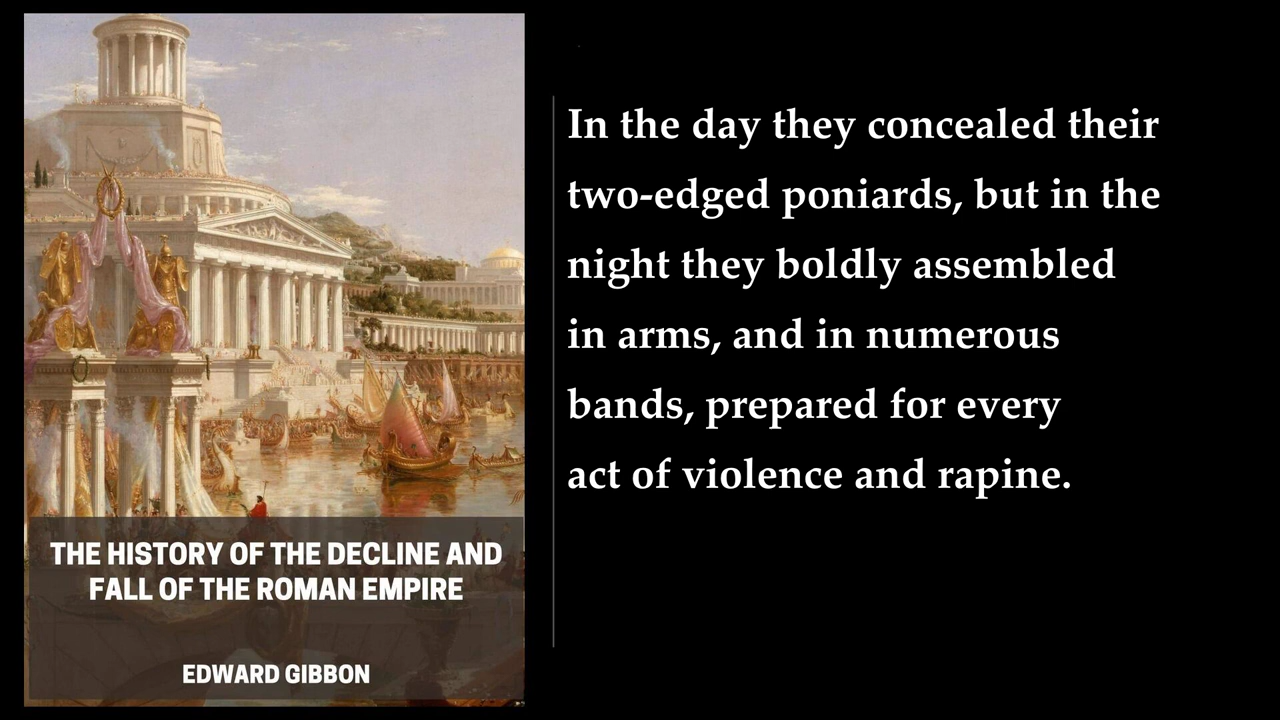 THE HISTORY OF THE DECLINE AND
FALL OF THE ROMAN EMPIRE
EDWARD GIBBON
In the day they concealed their
two-edged poniards, but in the
night they boldly assembled
in arms, and in numerous
bands, prepared for every
act of violence and rapine.